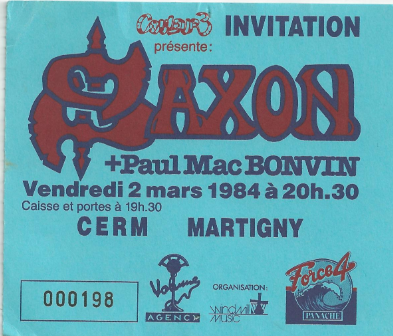 Couleur3 INVITATION
présente:
SAXON
+Paul Mac BONVIN
Vendredi 2 mars 1984 à 20h.30
Caisse et portes à 19h.30
CERM MARTIGNY
000198
Volume
AGENCY
ORGANISATION:
WINDMILL
MUSIC
Force 4
PANACHE